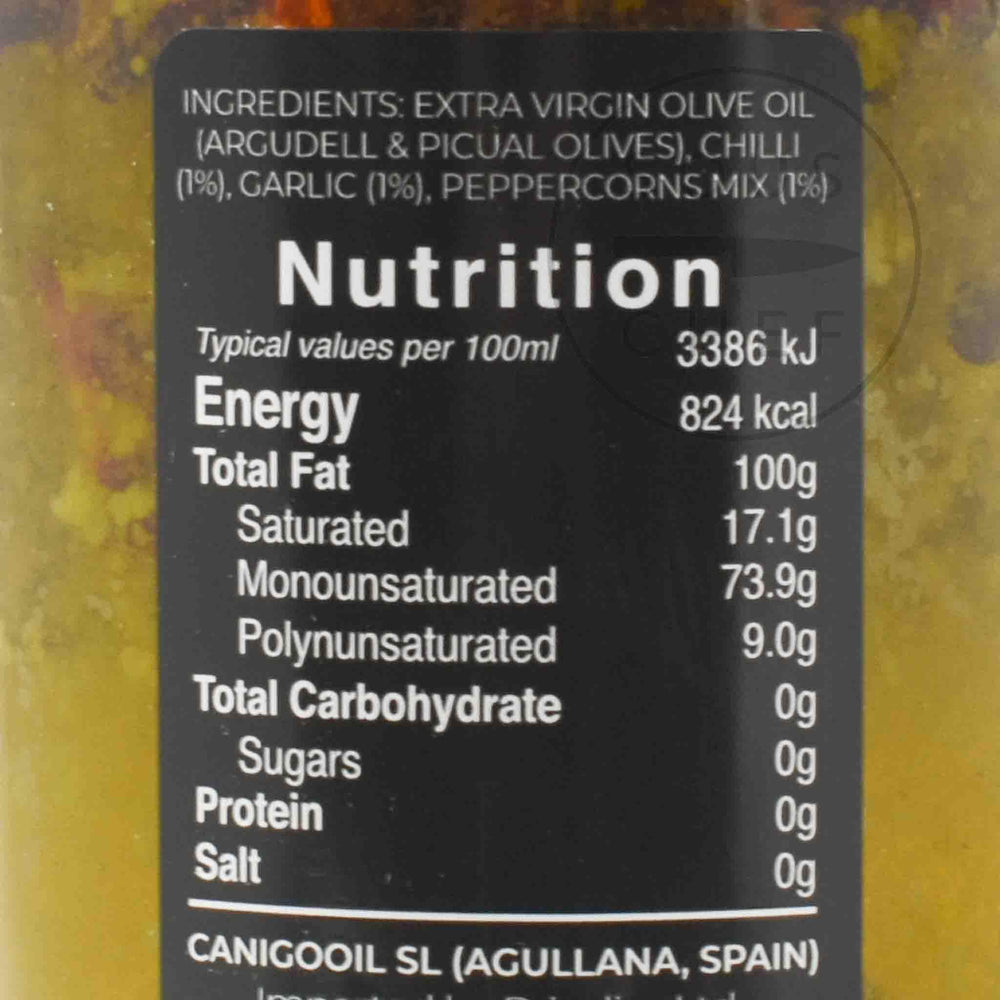 INGREDIENTS: EXTRA VIRGIN OLIVE OIL
(ARGUDELL & PICUAL OLIVES), CHILLI
(1%), GARLIC (1%), PEPPERCORNS MIX (1%)
Nutrition
Typical values per 100ml 3386 kJ
Energy 824 kcal
Total Fat 100g
Saturated 17.1g
Monounsaturated 73.9g
Polynunsaturated 9.0g
Total Carbohydrate 0g
Sugars 0g
Protein 0g
Salt 0g
CANIGOOIL SL (AGULLANA, SPAIN)